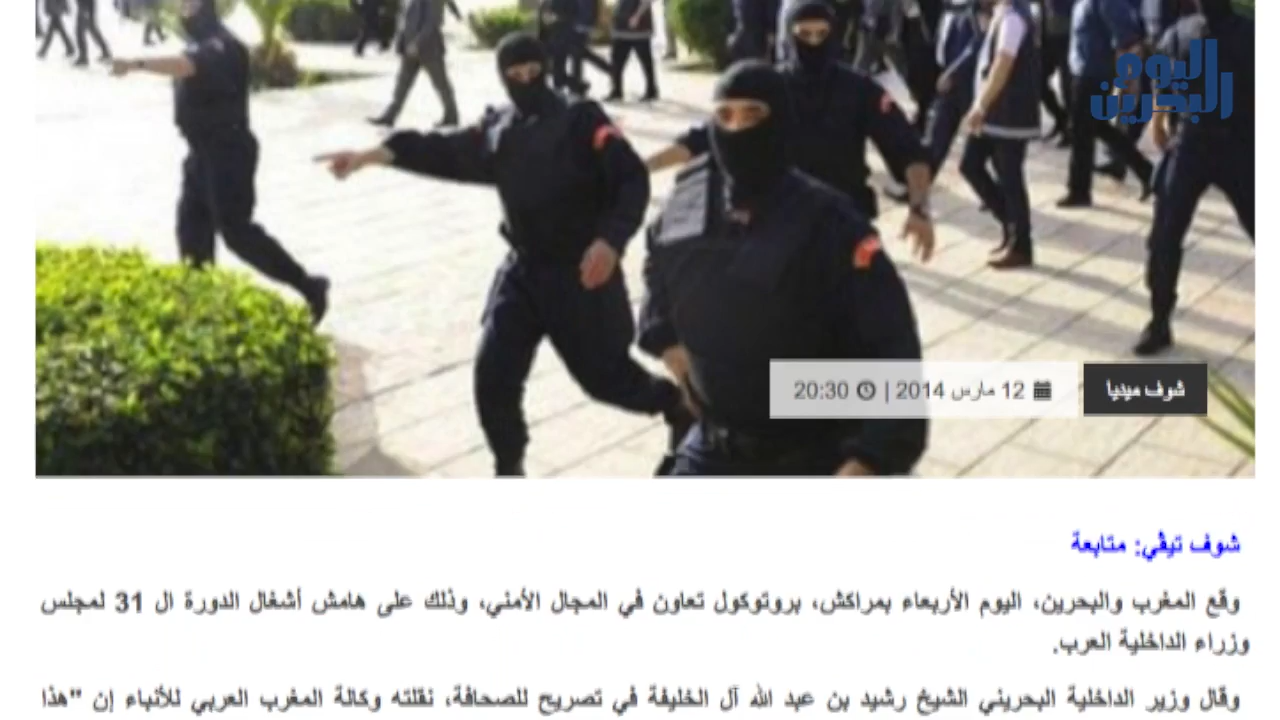 اليوم
البحرين
شوف ميديا
12 مارس 2014 | 20:30
شوف تيفي: متابعة
وقع المغرب والبحرين، اليوم الأربعاء بمراكش، بروتوكول تعاون في المجال الأمني، وذلك على هامش أشغال الدورة ال 31 لمجلس
وزراء الداخلية العرب.
وقال وزير الداخلية البحريني الشيخ رشيد بن عبد الله آل الخليفة في تصريح للصحافة، نقلته وكالة المغرب العربي للأنباء إن "هذا